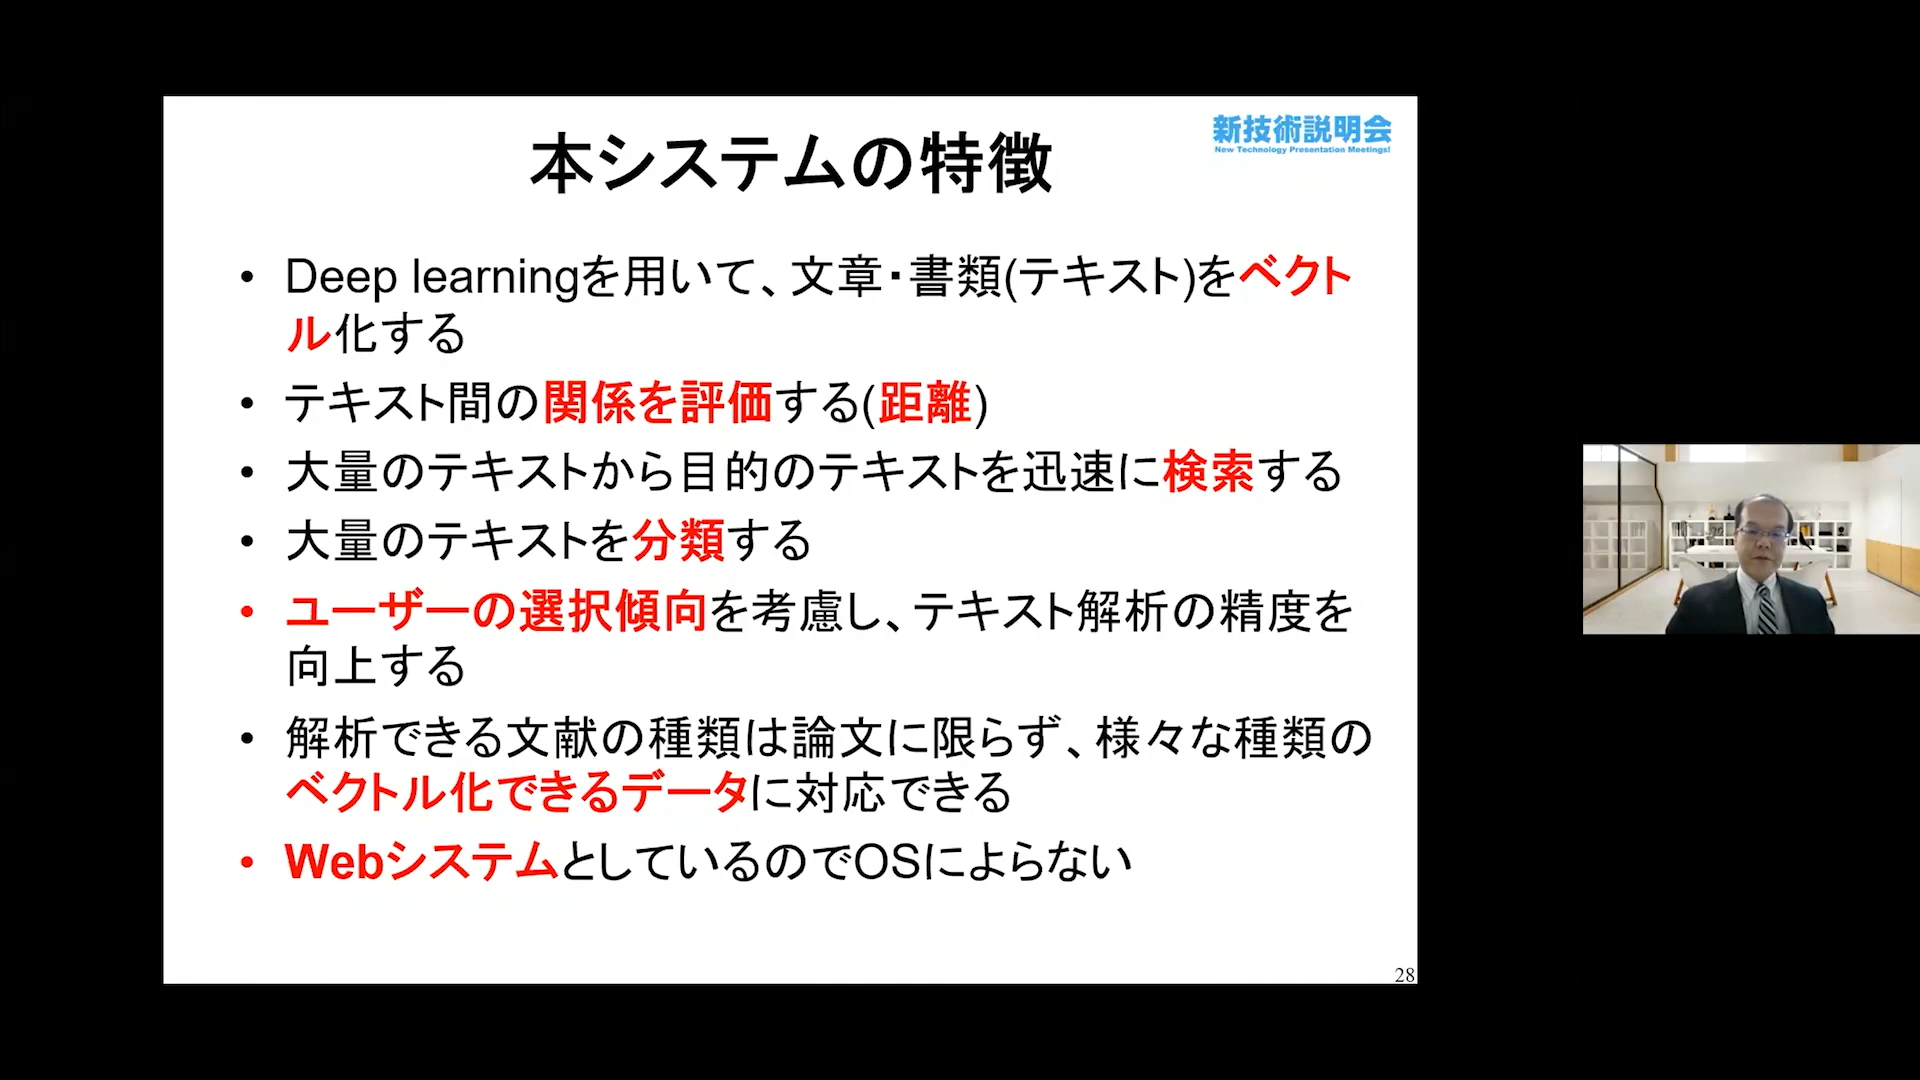 新技術説明会
New Technology Presentation Meetings!
本システムの特徴
• Deep learningを用いて、文章・書類(テキスト)をベクト
ル化する
• テキスト間の関係を評価する(距離)
• 大量のテキストから目的のテキストを迅速に検索する
• 大量のテキストを分類する
• ユーザーの選択傾向を考慮し、テキスト解析の精度を
向上する
• 解析できる文献の種類は論文に限らず、様々な種類の
ベクトル化できるデータに対応できる
• WebシステムとしているのでOSによらない
28